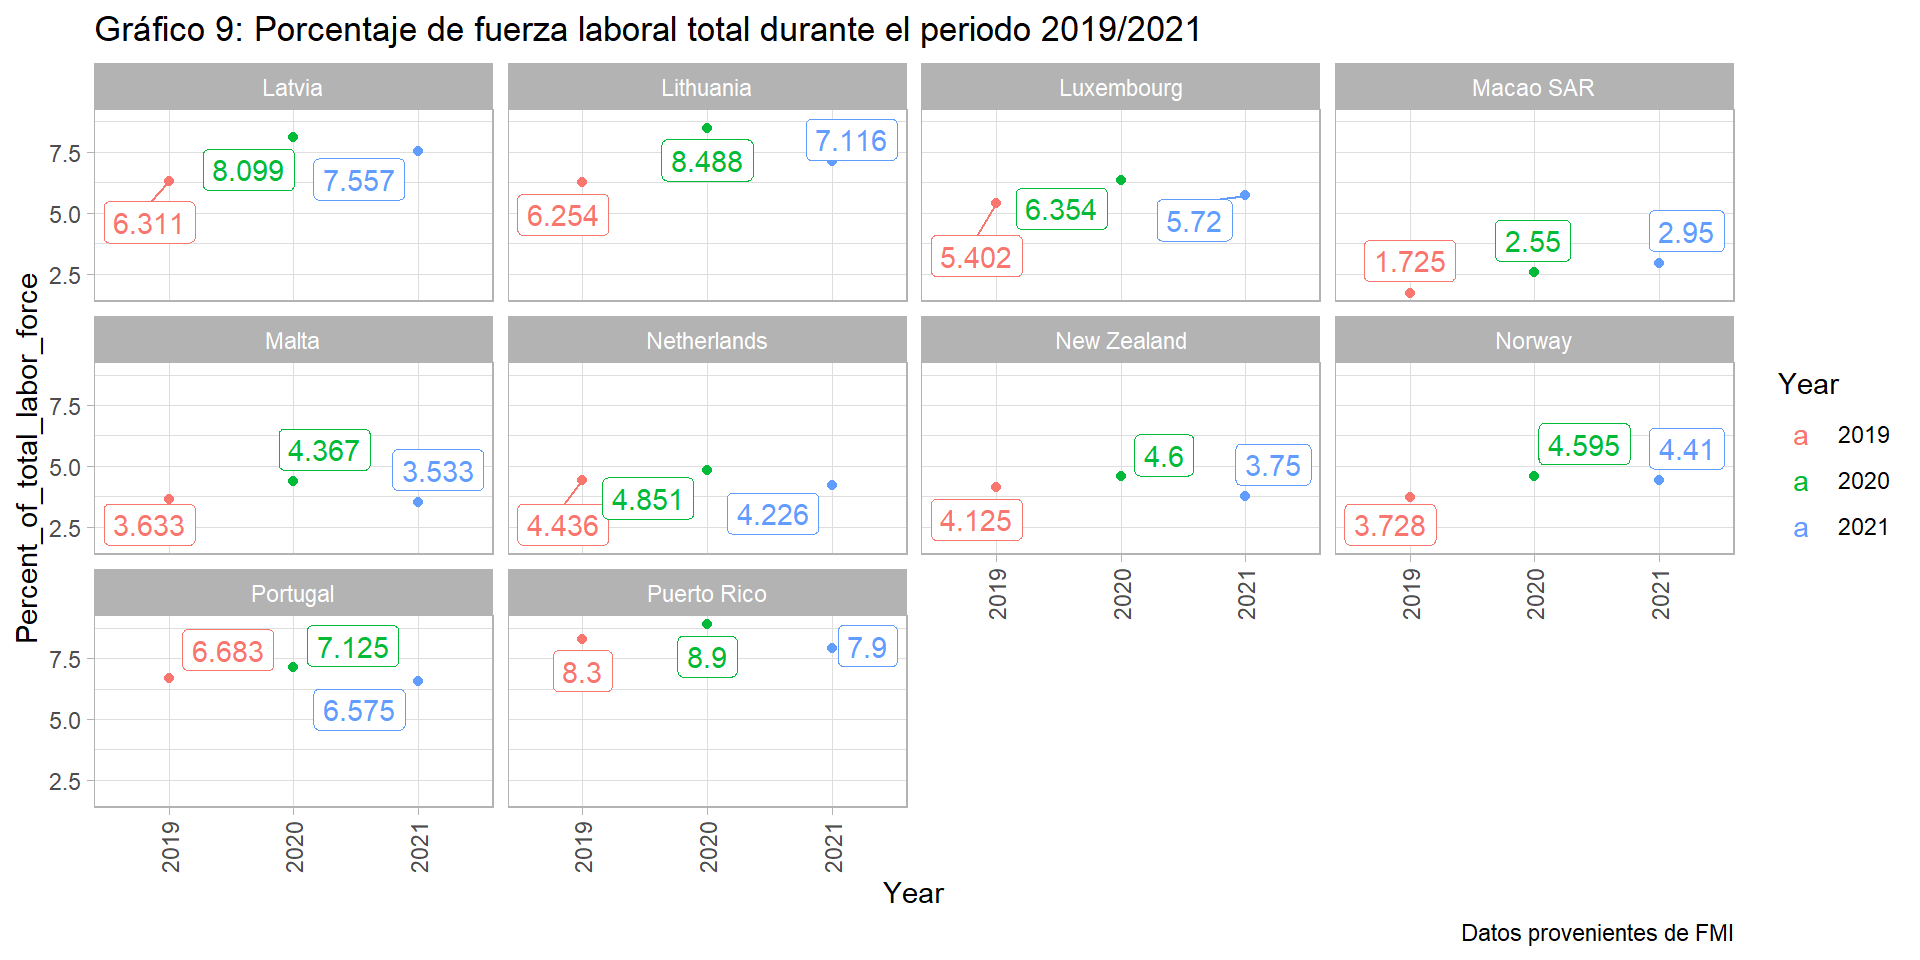 Gráfico 9: Porcentaje de fuerza laboral total durante el periodo 2019/2021
Percent_of_total_labor_force
Latvia
7.5
5.0
2.5
6.311
8.099
7.557
Lithuania
6.254
8.488
7.116
Luxembourg
5.402
6.354
5.72
Macao SAR
1.725
2.55
2.95
Malta
7.5
5.0
2.5
3.633
4.367
3.533
Netherlands
4.436
4.851
4.226
New Zealand
4.125
4.6
3.75
2019
2020
2021
Norway
3.728
4.595
4.41
2019
2020
2021
Portugal
7.5
5.0
2.5
6.683
7.125
6.575
2019
2020
2021
Puerto Rico
8.3
8.9
7.9
2019
2020
2021
Year
Year
a 2019
a 2020
a 2021
Datos provenientes de FMI